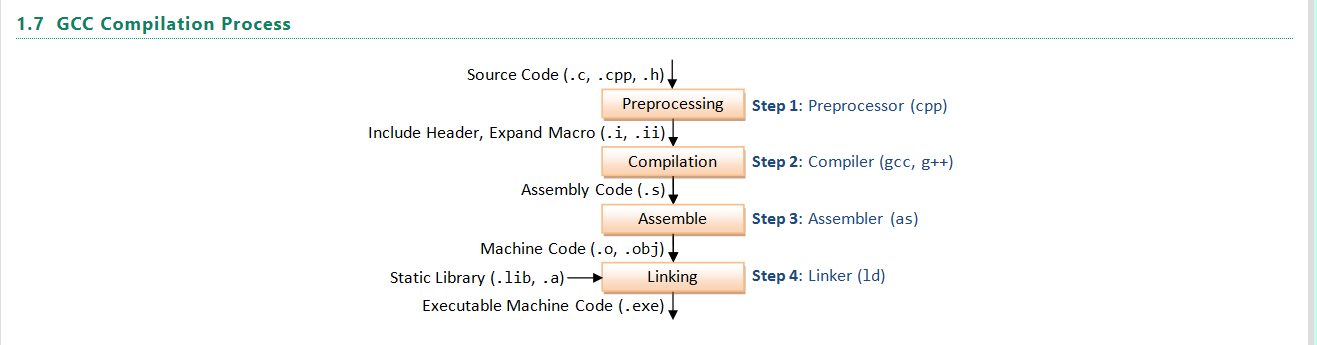 1.7 GCC Compilation Process
Source Code (.c, .cpp, .h)
Preprocessing
Step 1: Preprocessor (cpp)
Include Header, Expand Macro (.i, .ii)
Compilation
Step 2: Compiler (gcc, g++)
Assembly Code (.s)
Assemble
Step 3: Assembler (as)
Machine Code (.o, .obj)
Static Library (.lib, .a)
Linking
Step 4: Linker (ld)
Executable Machine Code (.exe)